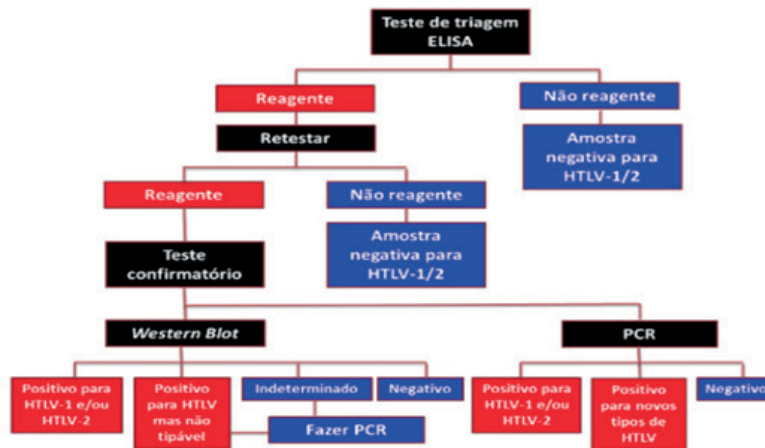 Teste de triagem
ELISA
Reagente
Não reagente
Retestar
Amostra
negativa para
HTLV-1/2
Reagente
Não reagente
Teste
confirmatório
Amostra
negativa para
HTLV-1/2
Western Blot
PCR
Positivo para
HTLV-1 e/ou
HTLV-2
Positivo
para HTLV
mas não
tipável
Indeterminado
Negativo
Fazer PCR
Positivo para
HTLV-1 e/ou
HTLV-2
Positivo
para novos
tipos de
HTLV
Negativo